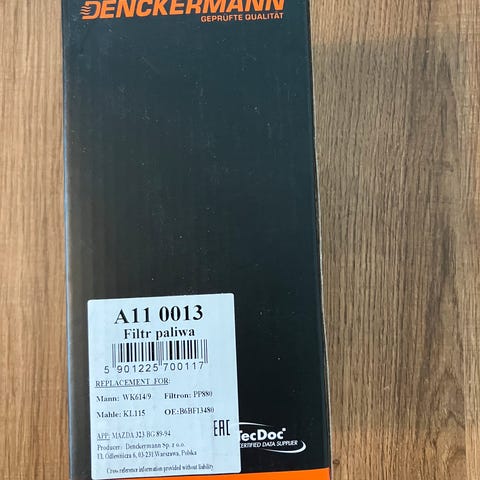 DENCKERMANN
GEPRÜFTE QUALITÄT
A11 0013
Filtr paliwa
5 901225 700117
REPLACEMENT FOR:
Mann: WK614/9 Filtron: PP880
Mahle: KL115 OE.:B6BF13480
APP: MAZDA 323 BG 89-94
Producer: Denckermann Sp. z o.o.
Ul. Odlewnicza 6, 03-231 Warszawa, Polska
Cross reference information provided without liability
EAC
TecDoc
CERTIFIED DATA SUPPLIER